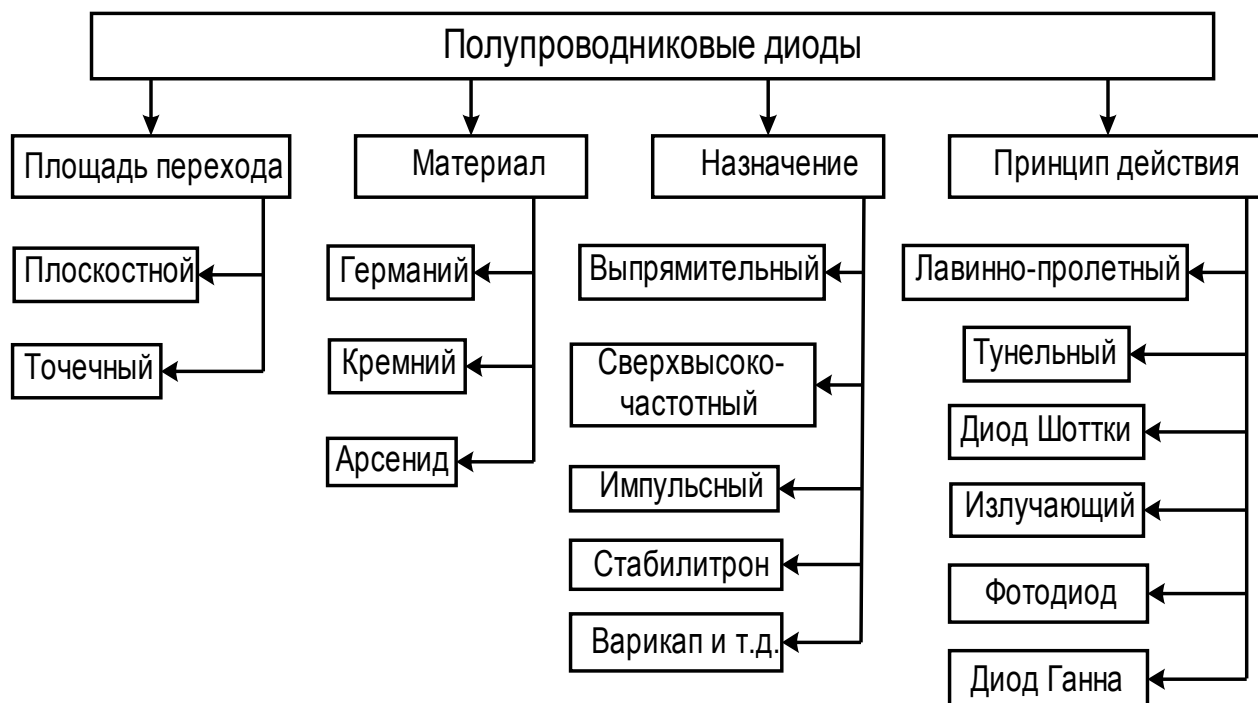 Полупроводниковые диоды
Площадь перехода
Материал
Назначение
Принцип действия
Плоскостной
Точечный
Германий
Кремний
Арсенид
Выпрямительный
Сверхвысоко-
частотный
Импульсный
Стабилитрон
Варикап и т.д.
Лавинно-пролетный
Тунельный
Диод Шоттки
Излучающий
Фотодиод
Диод Ганна